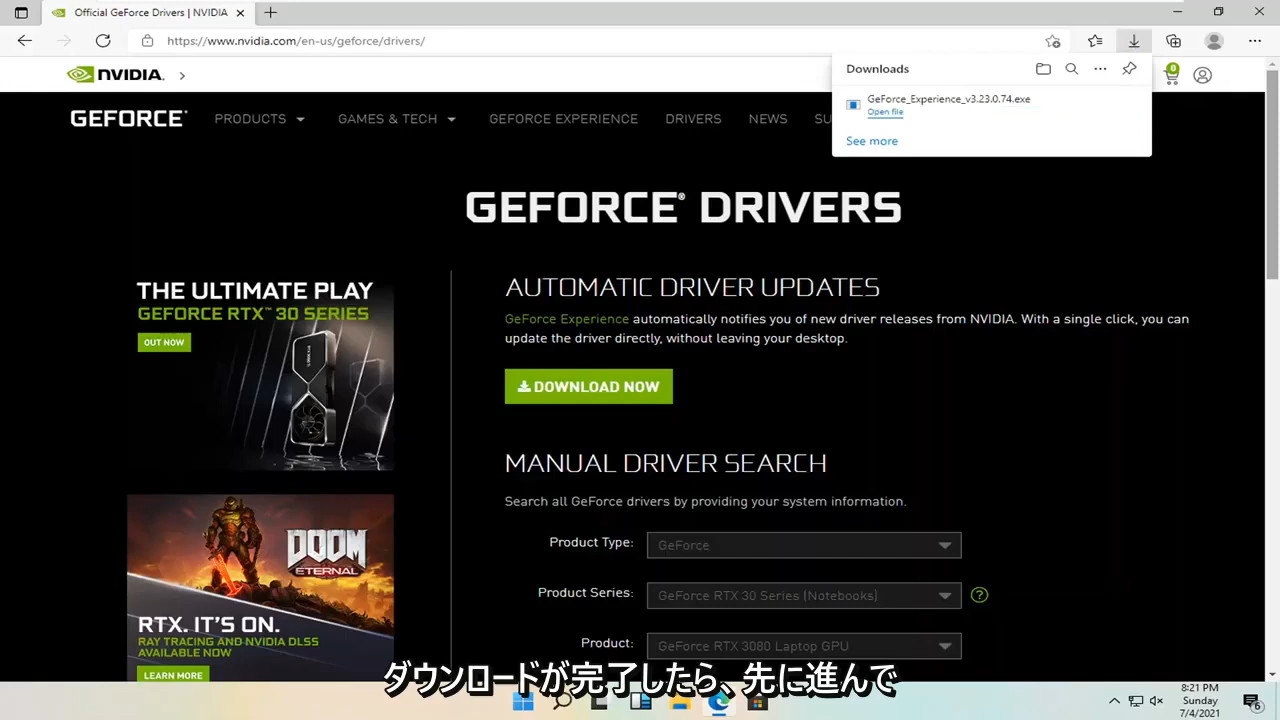 Official GeForce Drivers | NVIDIA
https://www.nvidia.com/en-us/geforce/drivers/
NVIDIA.
Downloads
0
GeForce_Experience_v3.23.0.74.exe
Open file
See more
GEFORCE®
PRODUCTS
GAMES & TECH
GEFORCE EXPERIENCE
DRIVERS
NEWS
SU
GEFORCE® DRIVERS
THE ULTIMATE PLAY
GEFORCE RTX™ 30 SERIES
OUT NOW
AUTOMATIC DRIVER UPDATES
GeForce Experience automatically notifies you of new driver releases from NVIDIA. With a single click, you can
update the driver directly, without leaving your desktop.
DOWNLOAD NOW
MANUAL DRIVER SEARCH
Search all GeForce drivers by providing your system information.
Product Type:
GeForce
Product Series:
GeForce RTX 30 Series (Notebooks)
?
Product:
GeForce RTX 3080 Laptop GPU
DOOM
ETERNAL
RTX. IT'S ON.
RAY TRACING AND NVIDIA DLSS
AVAILABLE NOW
LEARN MORE
ダウンロードが完了したら、先に進んで
8:21 PM
Sunday
7/4/2021
6